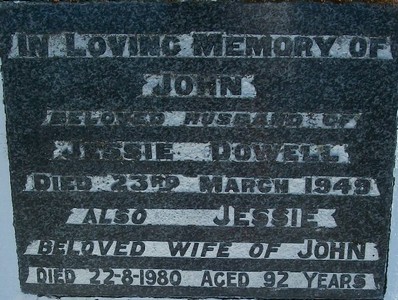 IN LOVING MEMORY OF
JOHN
BELOVED HUSBAND OF
JESSIE DOWELL
DIED 23RD MARCH 1949
ALSO JESSIE
BELOVED WIFE OF JOHN
DIED 22-8-1980 AGED 92 YEARS